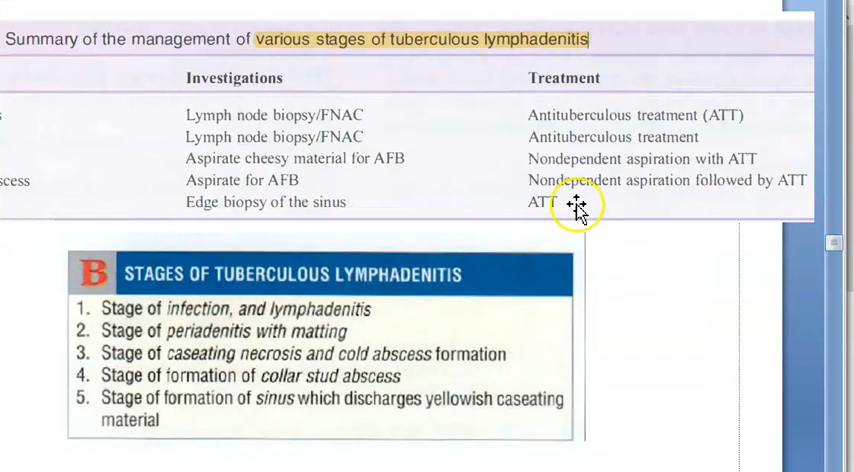 Summary of the management of various stages of tuberculous lymphadenitis
Investigations Treatment
s Lymph node biopsy/FNAC Antituberculous treatment (ATT)
Lymph node biopsy/FNAC Antituberculous treatment
Aspirate cheesy material for AFB Nondependent aspiration with ATT
scess Aspirate for AFB Nondependent aspiration followed by ATT
Edge biopsy of the sinus ATT
B STAGES OF TUBERCULOUS LYMPHADENITIS
1. Stage of infection, and lymphadenitis
2. Stage of periadenitis with matting
3. Stage of caseating necrosis and cold abscess formation
4. Stage of formation of collar stud abscess
5. Stage of formation of sinus which discharges yellowish caseating
material